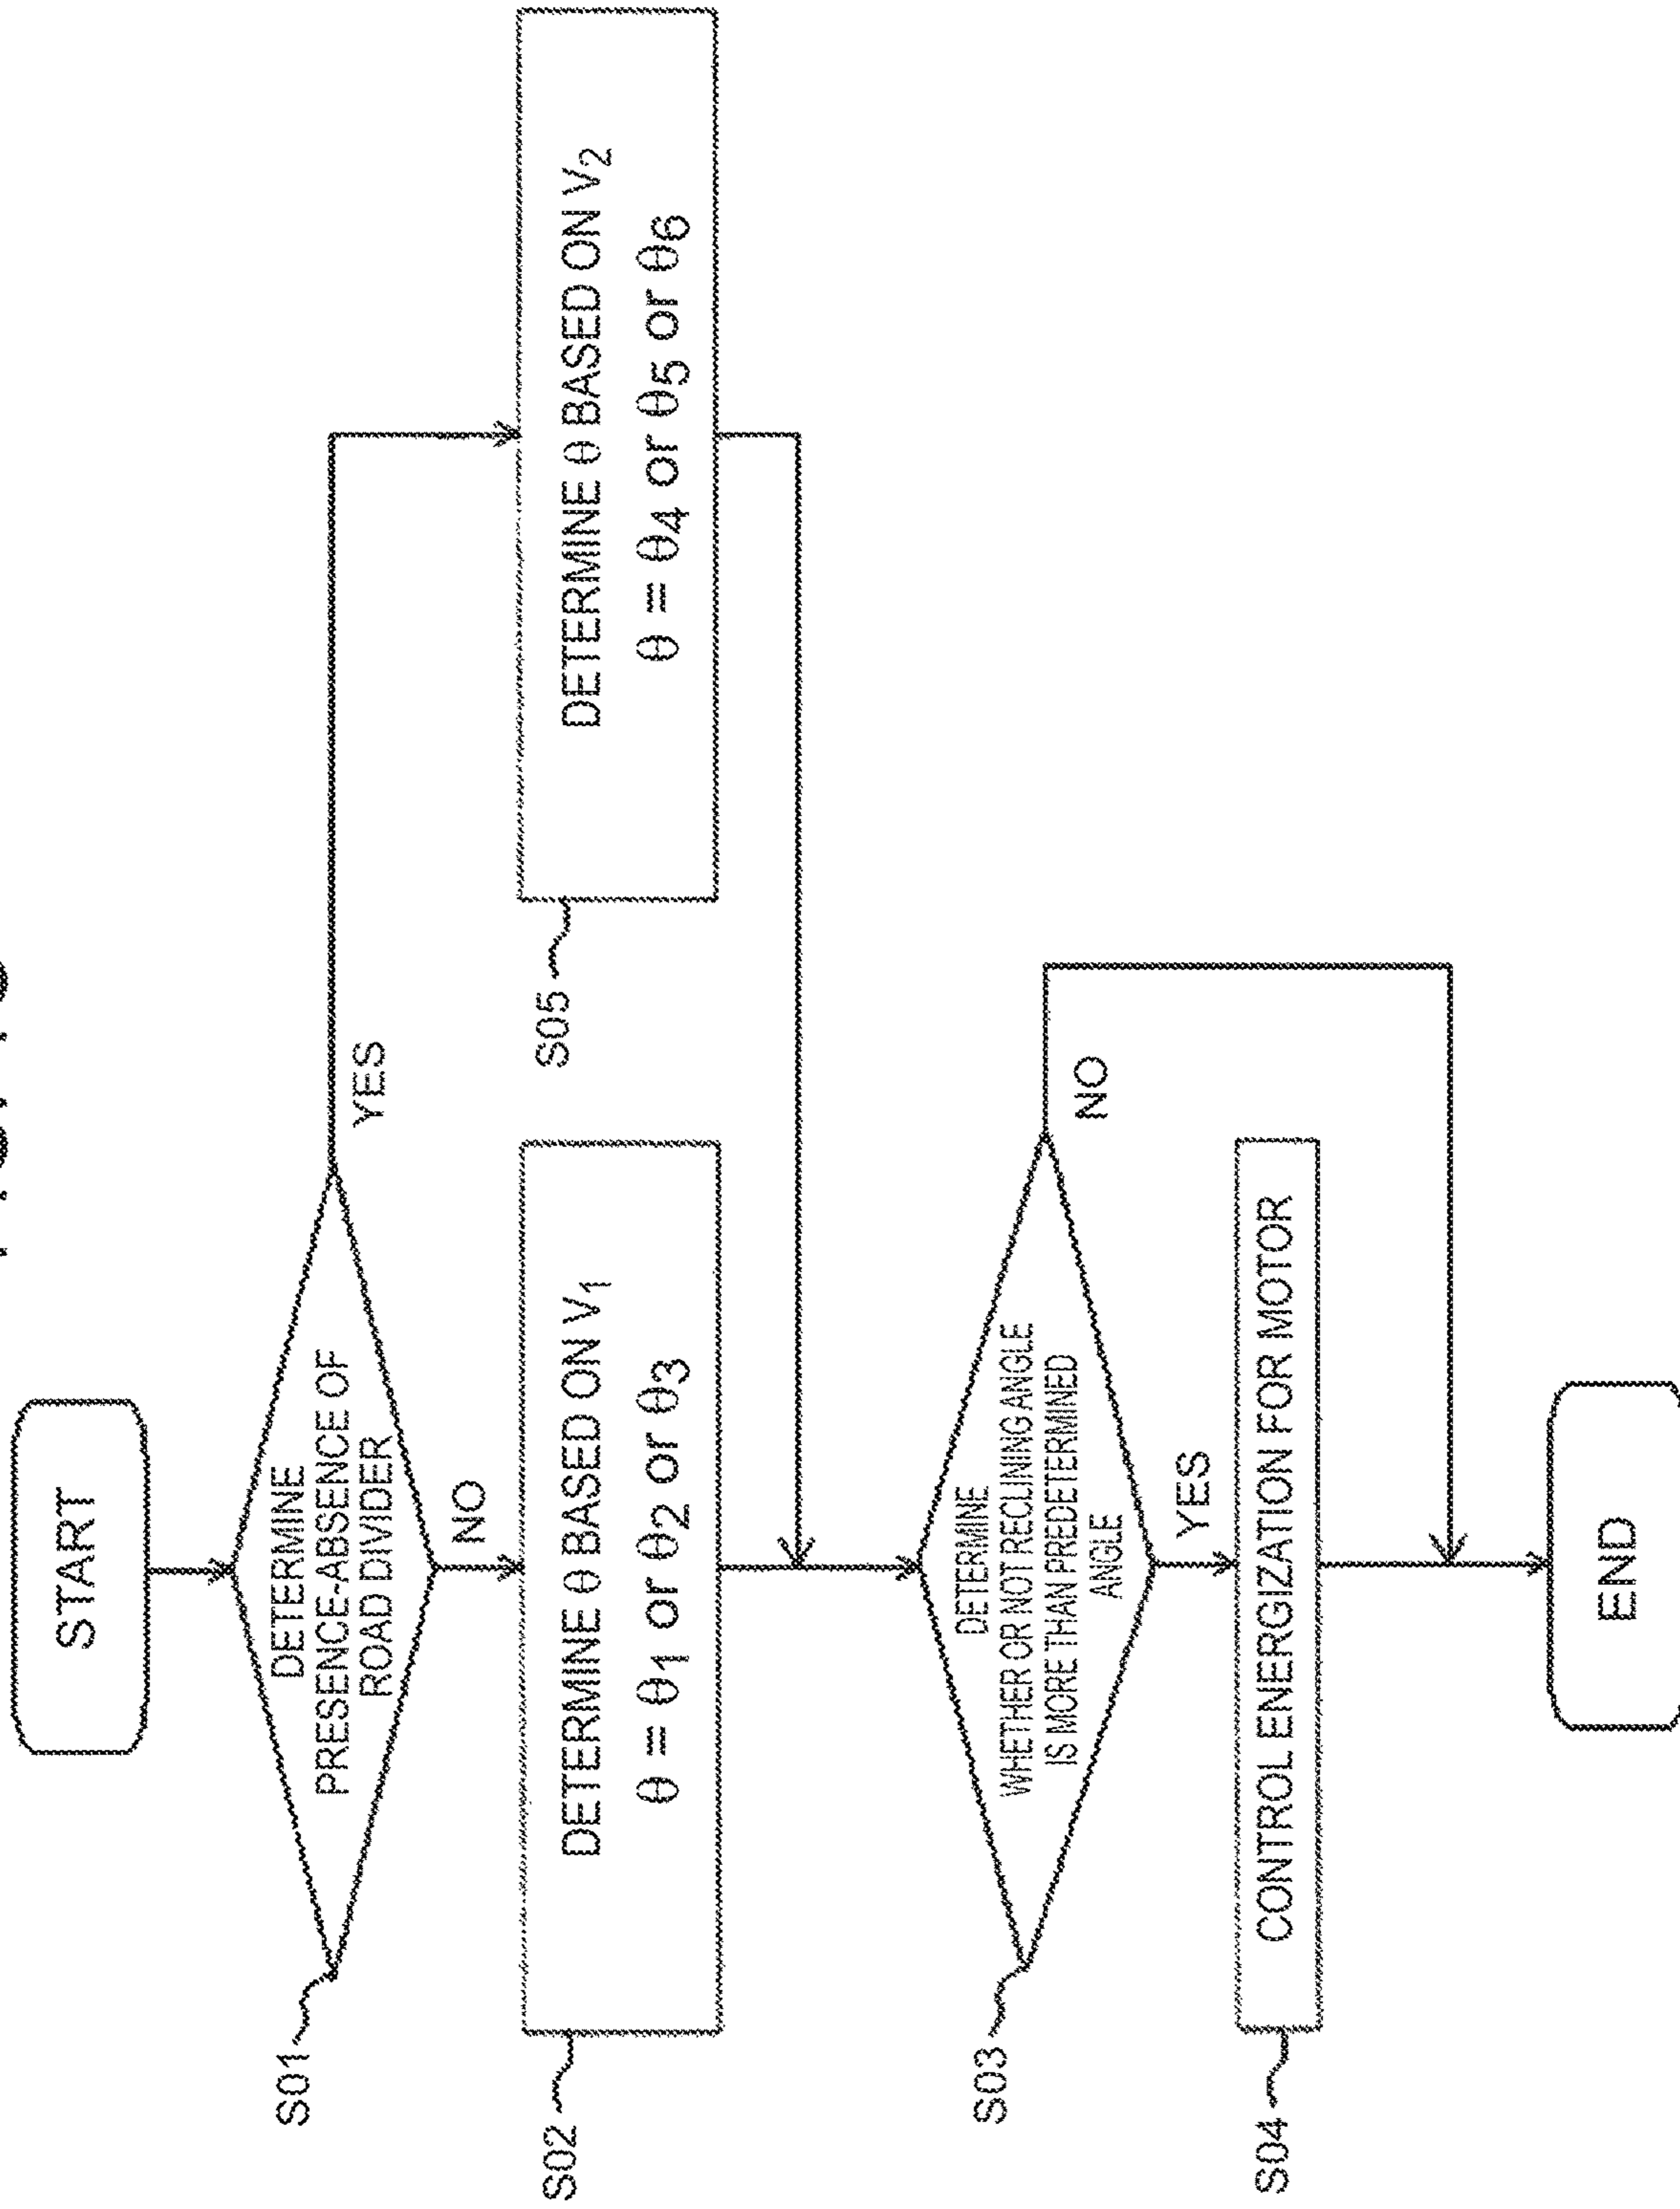 START
S01
DETERMINE
PRESENCE-ABSENCE OF
ROAD DIVIDER
YES
NO
S02
DETERMINE θ BASED ON V1
θ = θ1 or θ2 or θ3
S05
DETERMINE θ BASED ON V2
θ = θ4 or θ5 or θ6
S03
DETERMINE
WHETHER OR NOT RECLINING ANGLE
IS MORE THAN PREDETERMINED
ANGLE
NO
YES
S04
CONTROL ENERGIZATION FOR MOTOR
END